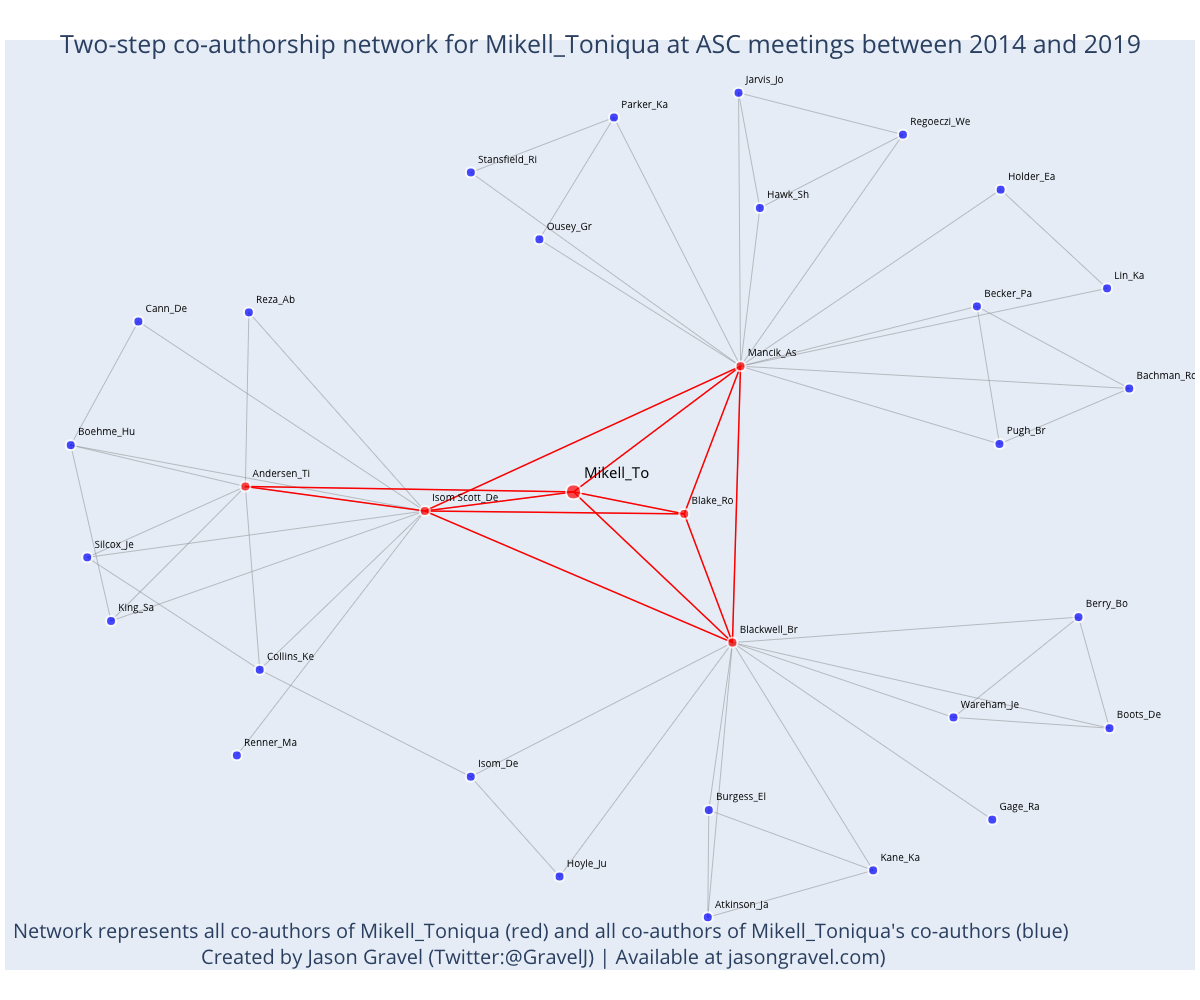 Two-step co-authorship network for Mikell_Toniqua at ASC meetings between 2014 and 2019
Jarvis_Jo
Parker_Ka
Regoeczi_We
Stansfield_Ri
Holder_Ea
Hawk_Sh
Ousey_Gr
Lin_Ka
Becker_Pa
Reza_Ab
Cann_De
Mancik_As
Bachman_Ro
Boehme_Hu
Pugh_Br
Andersen_Ti
Mikell_To
Isom Scott_De
Blake_Ro
Silcox_Je
King_Sa
Berry_Bo
Blackwell_Br
Collins_Ke
Wareham_Je
Boots_De
Renner_Ma
Isom_De
Burgess_El
Gage_Ra
Hoyle_Ju
Kane_Ka
Atkinson_Ja
Network represents all co-authors of Mikell_Toniqua (red) and all co-authors of Mikell_Toniqua's co-authors (blue)
Created by Jason Gravel (Twitter:@GravelJ) | Available at jasongravel.com)